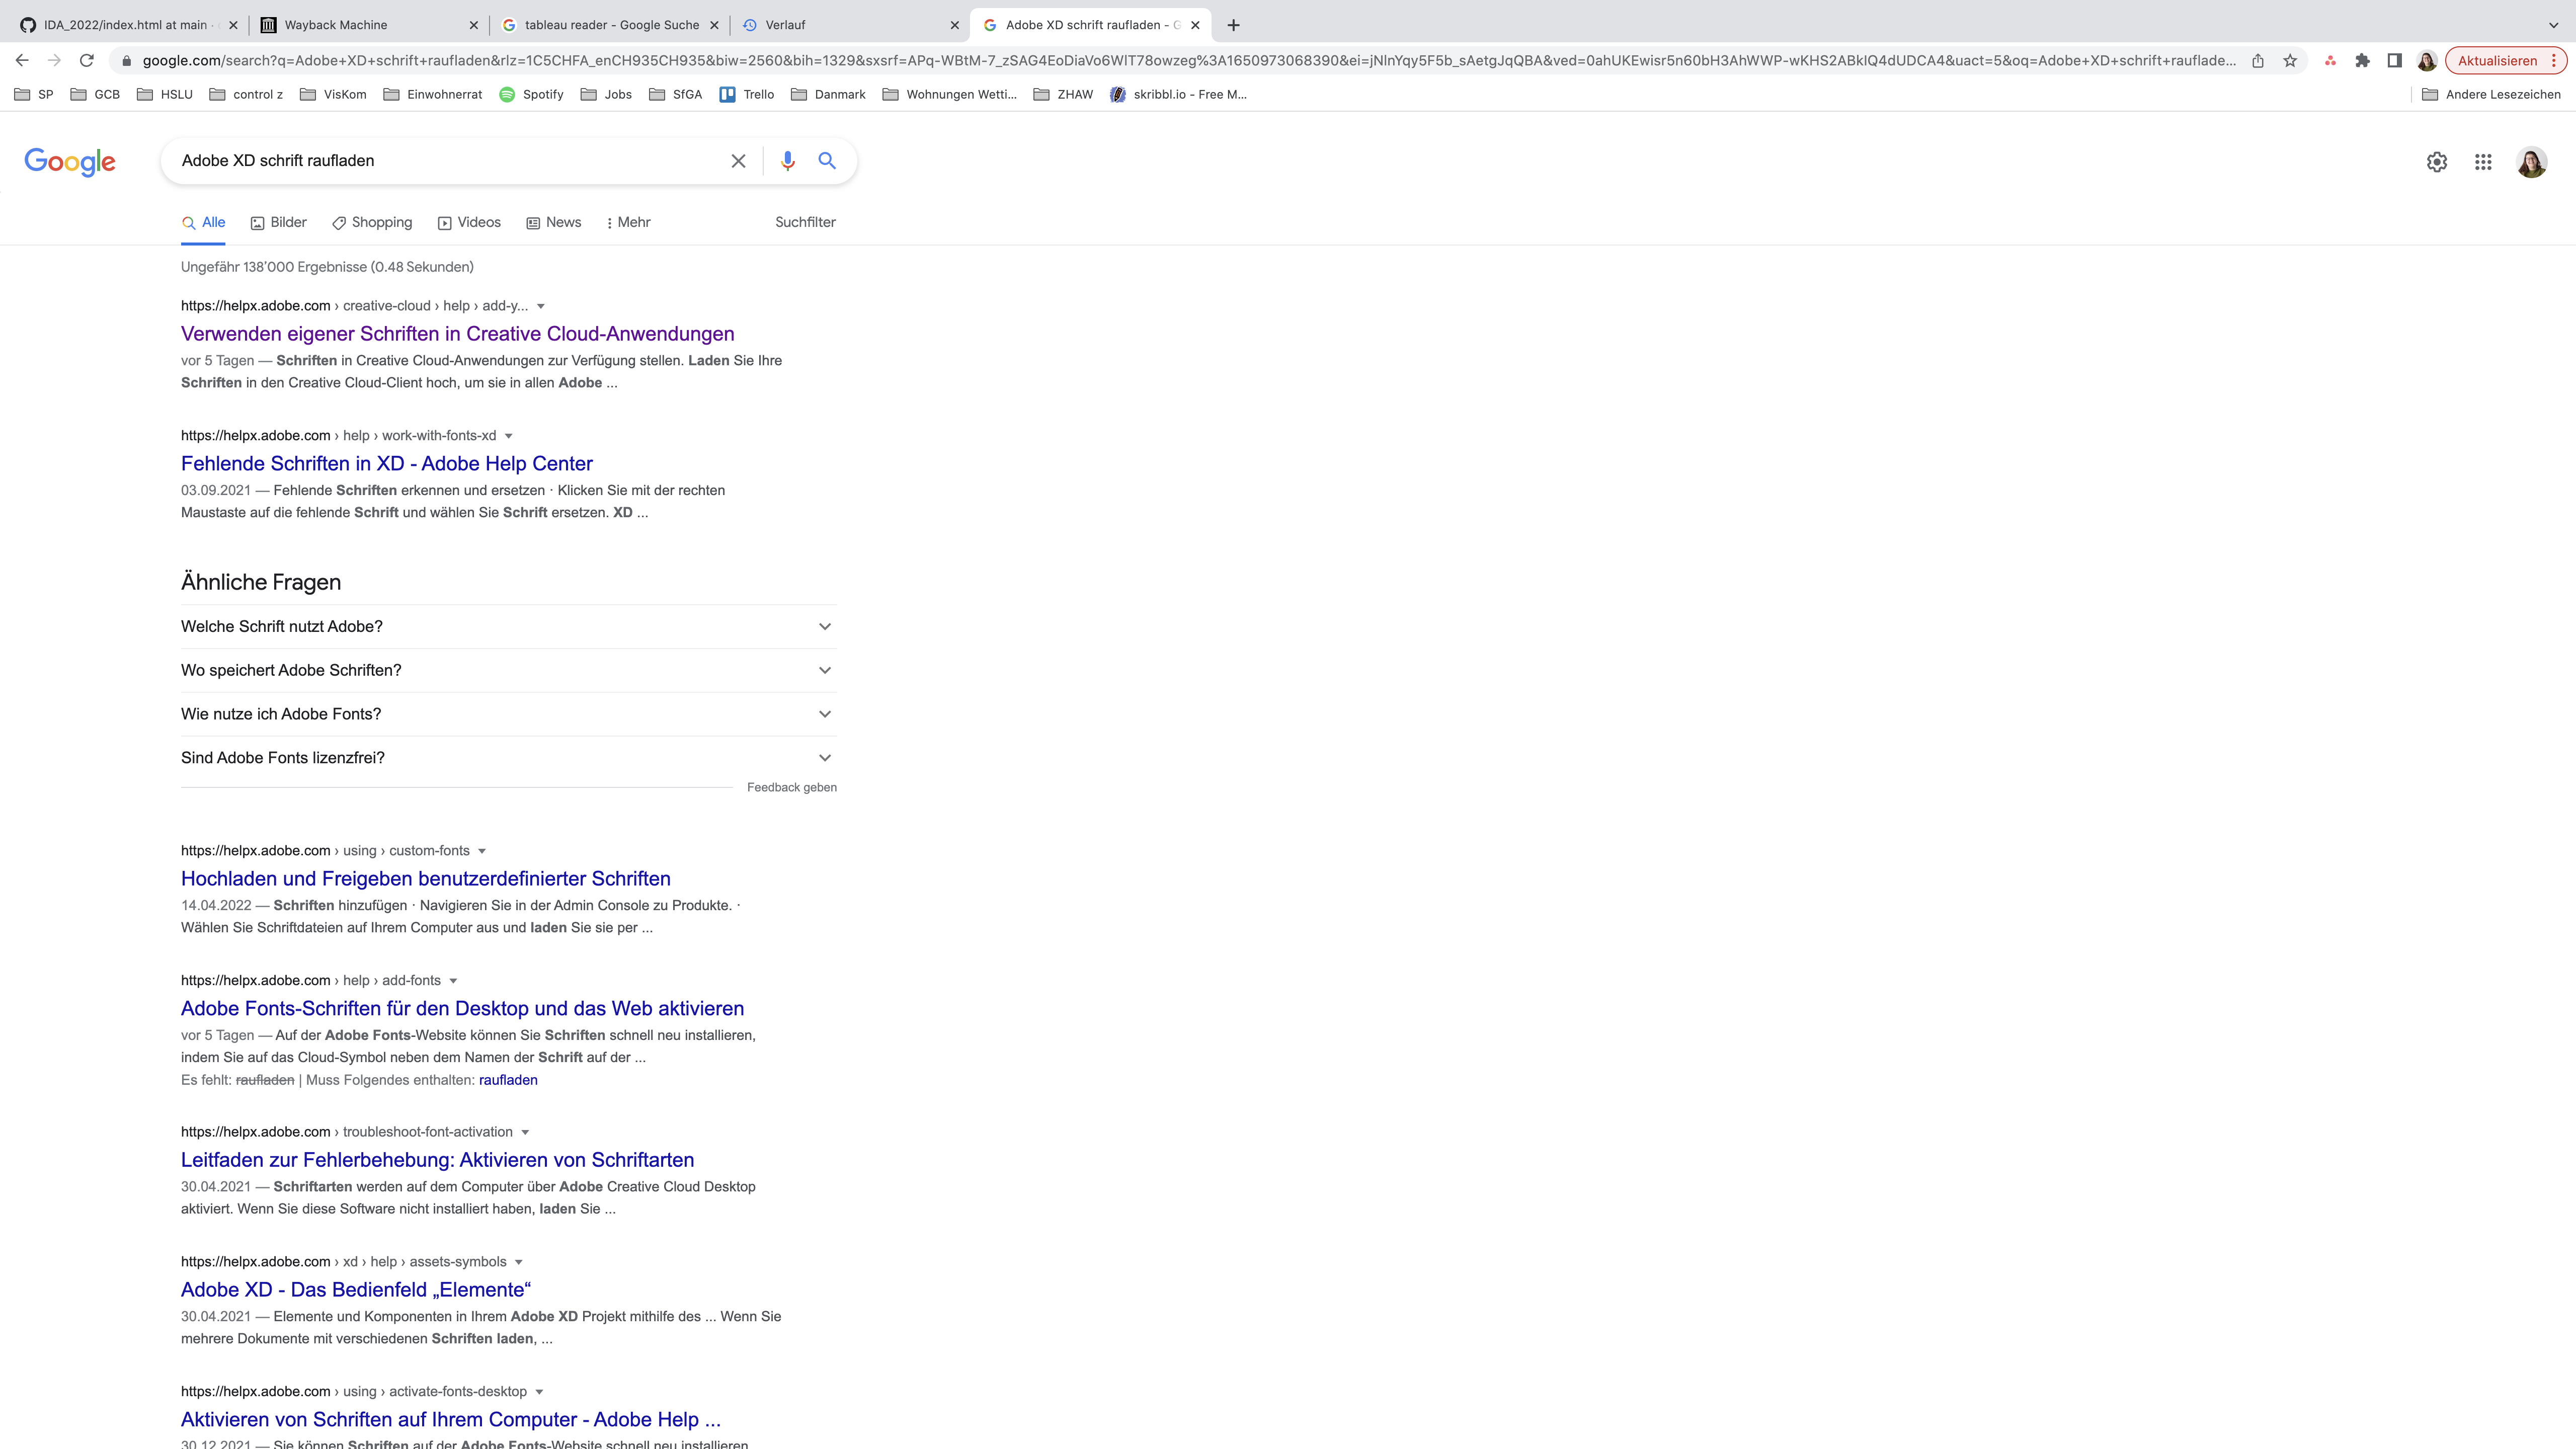 IDA_2022/index.html at main ·
Wayback Machine
tableau reader - Google Suche
Verlauf
Adobe XD schrift raufladen - G
google.com/search?q=Adobe+XD+schrift+raufladen&rlz=1C5CHFA_enCH935CH935&biw=2560&bih=1329&sxsrf=APq-WBtM-7_zSAG4EoDiaVo6WIT78owzeg%3A1650973068390&ei=jNInYqy5F5b_sAetgJqQBA&ved=0ahUKEwisr5n60bH3AhWWP-wKHS2ABkIQ4dUDCA4&uact=5&oq=Adobe+XD+schrift+rauflade...
Aktualisieren
SP
GCB
HSLU
control z
VisKom
Einwohnerrat
Spotify
Jobs
SfGA
Trello
Danmark
Wohnungen Wetti...
ZHAW
skribbl.io - Free M...
Andere Lesezeichen
Google
Adobe XD schrift raufladen
Alle
Bilder
Shopping
Videos
News
Mehr
Suchfilter
Ungefähr 138’000 Ergebnisse (0.48 Sekunden)
https://helpx.adobe.com › creative-cloud › help › add-y...
Verwenden eigener Schriften in Creative Cloud-Anwendungen
vor 5 Tagen — Schriften in Creative Cloud-Anwendungen zur Verfügung stellen. Laden Sie Ihre
Schriften in den Creative Cloud-Client hoch, um sie in allen Adobe ...
https://helpx.adobe.com › help › work-with-fonts-xd
Fehlende Schriften in XD - Adobe Help Center
03.09.2021 — Fehlende Schriften erkennen und ersetzen · Klicken Sie mit der rechten
Maustaste auf die fehlende Schrift und wählen Sie Schrift ersetzen. XD ...
Ähnliche Fragen
Welche Schrift nutzt Adobe?
Wo speichert Adobe Schriften?
Wie nutze ich Adobe Fonts?
Sind Adobe Fonts lizenzfrei?
Feedback geben
https://helpx.adobe.com › using › custom-fonts
Hochladen und Freigeben benutzerdefinierter Schriften
14.04.2022 — Schriften hinzufügen · Navigieren Sie in der Admin Console zu Produkte. ·
Wählen Sie Schriftdateien auf Ihrem Computer aus und laden Sie sie per ...
https://helpx.adobe.com › help › add-fonts
Adobe Fonts-Schriften für den Desktop und das Web aktivieren
vor 5 Tagen — Auf der Adobe Fonts-Website können Sie Schriften schnell neu installieren,
indem Sie auf das Cloud-Symbol neben dem Namen der Schrift auf der ...
Es fehlt: raufladen | Muss Folgendes enthalten: raufladen
https://helpx.adobe.com › troubleshoot-font-activation
Leitfaden zur Fehlerbehebung: Aktivieren von Schriftarten
30.04.2021 — Schriftarten werden auf dem Computer über Adobe Creative Cloud Desktop
aktiviert. Wenn Sie diese Software nicht installiert haben, laden Sie ...
https://helpx.adobe.com › xd › help › assets-symbols
Adobe XD - Das Bedienfeld „Elemente“
30.04.2021 — Elemente und Komponenten in Ihrem Adobe XD Projekt mithilfe des ... Wenn Sie
mehrere Dokumente mit verschiedenen Schriften laden, ...
https://helpx.adobe.com › using › activate-fonts-desktop
Aktivieren von Schriften auf Ihrem Computer - Adobe Help ...
30.12.2021 — Sie können Schriften auf der Adobe Fonts-Website schnell neu installieren